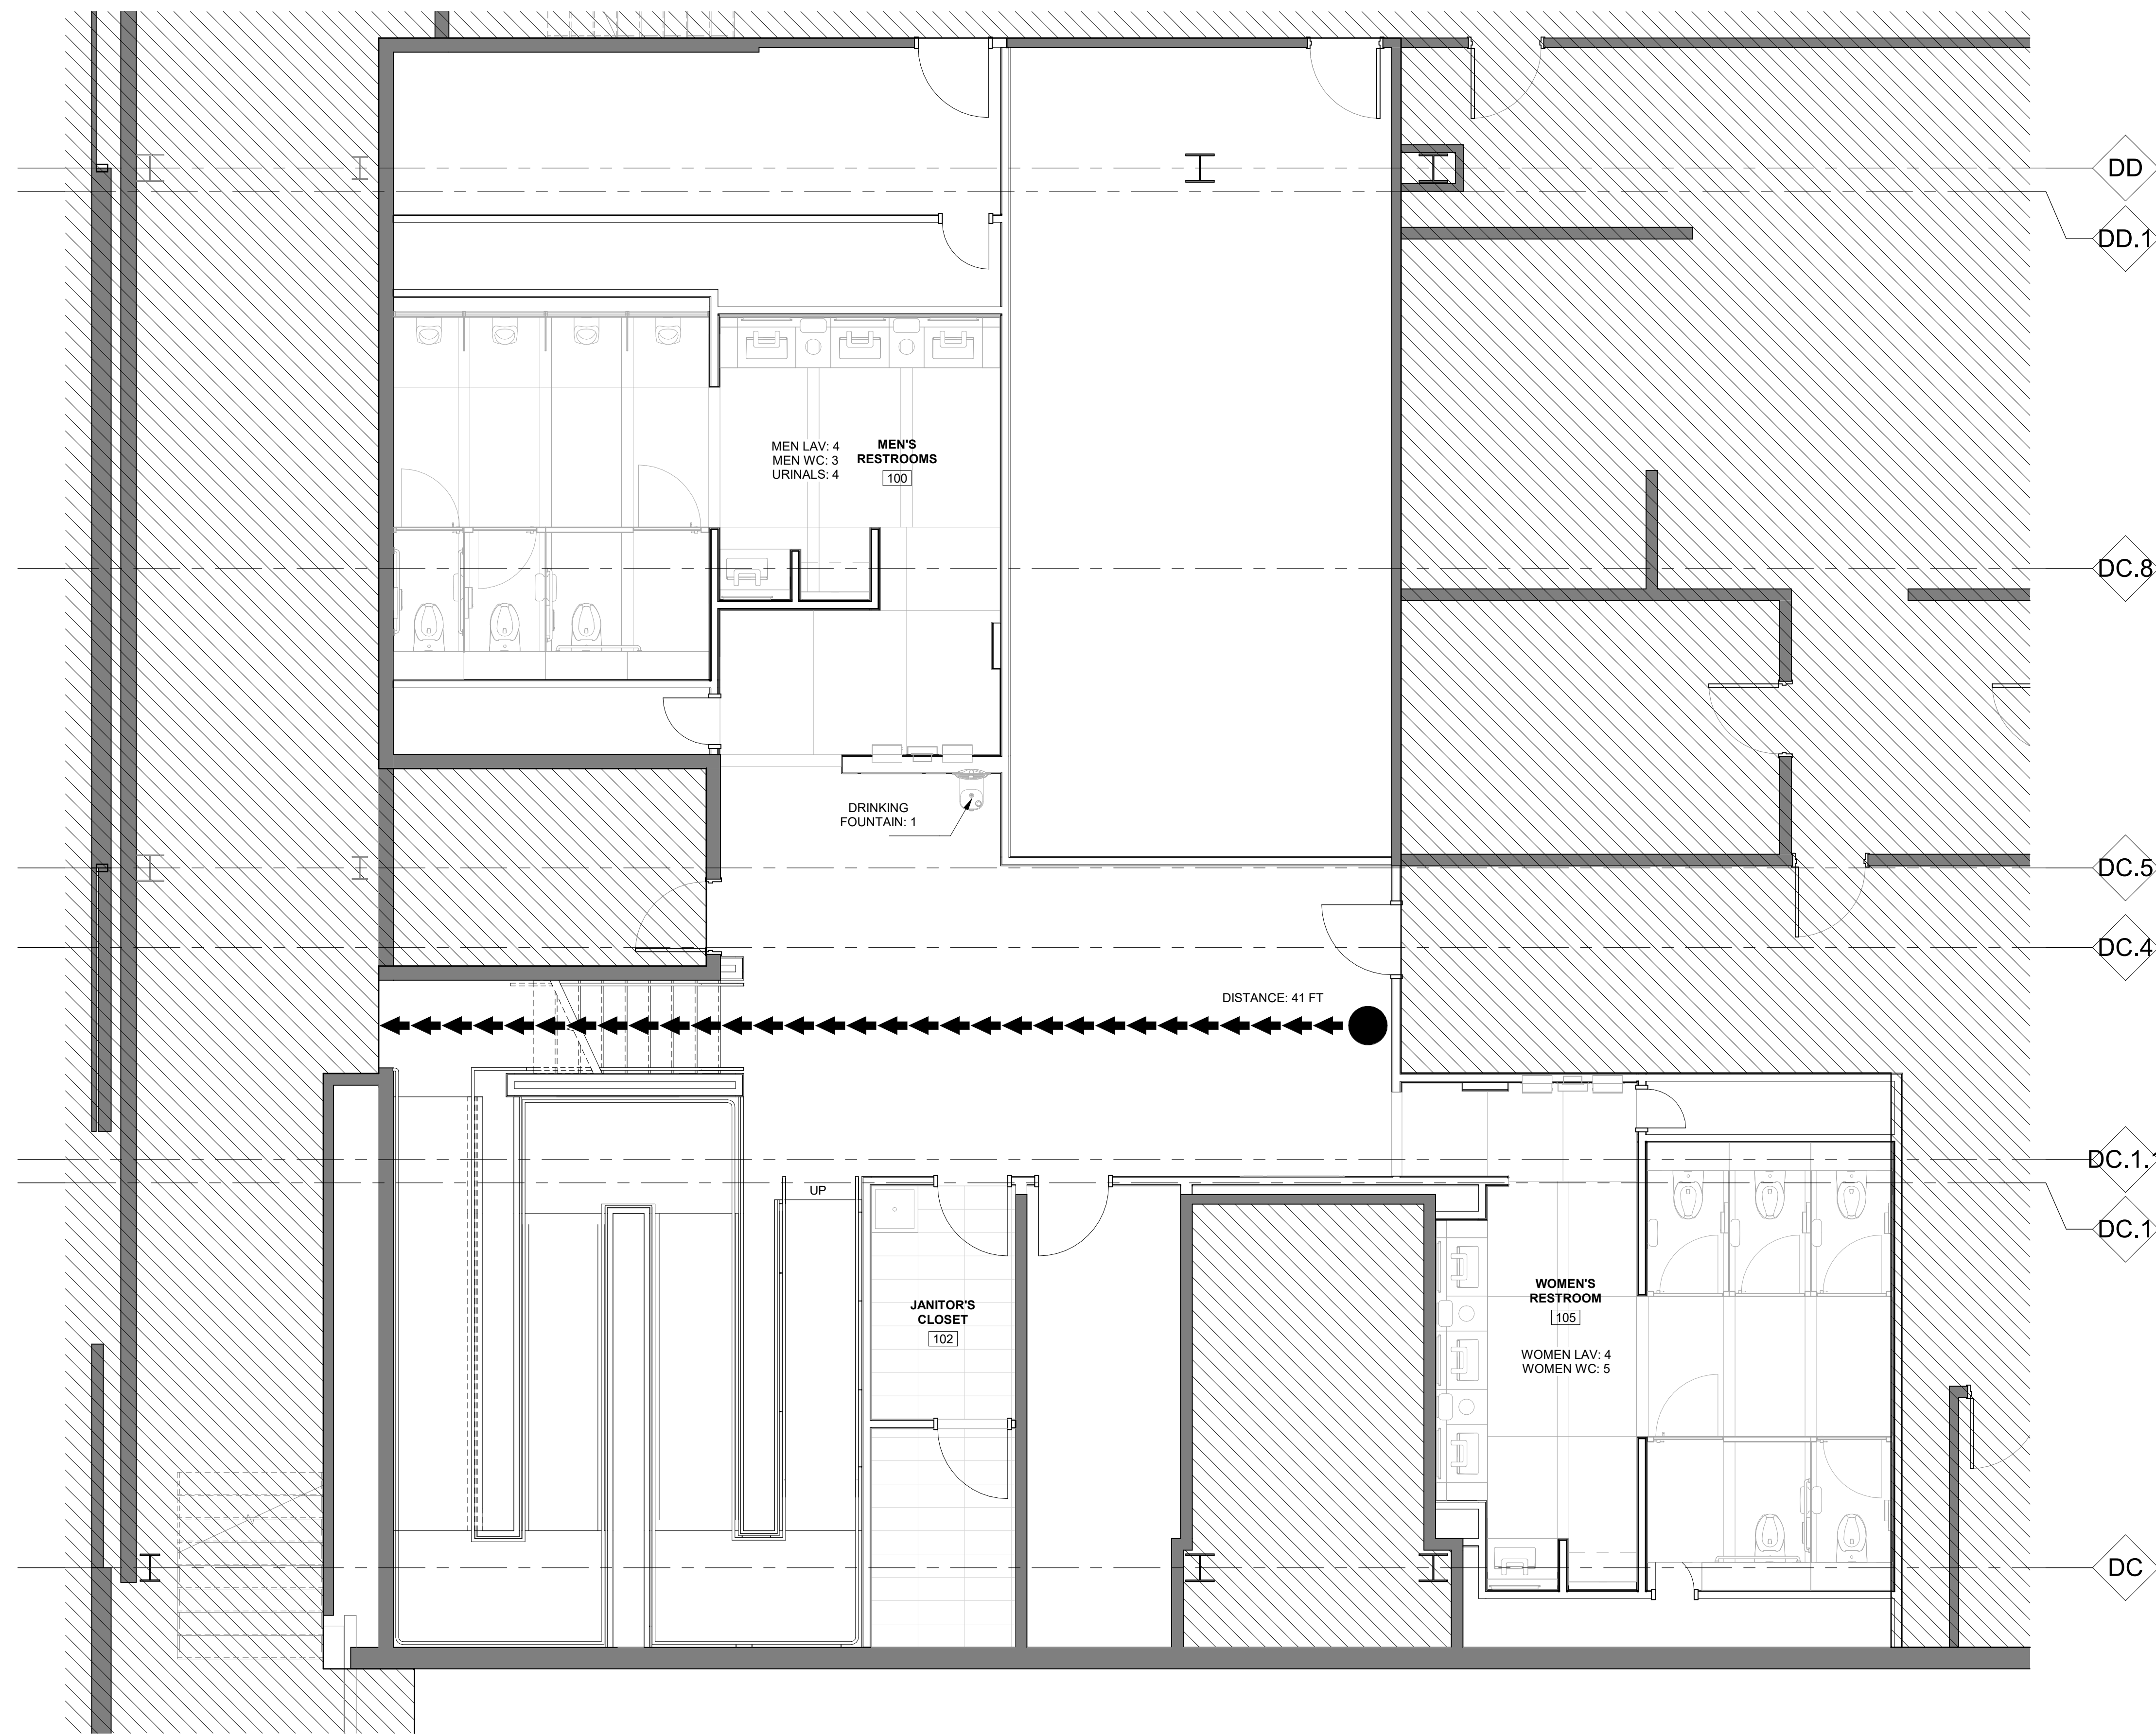 DD
DD.1
MEN LAV: 4
MEN WC: 3
URINALS: 4
MEN'S
RESTROOMS
100
DC.8
DRINKING
FOUNTAIN: 1
DC.5
DC.4
DISTANCE: 41 FT
DC.1.1
UP
DC.1
JANITOR'S
CLOSET
102
WOMEN'S
RESTROOM
105
WOMEN LAV: 4
WOMEN WC: 5
DC